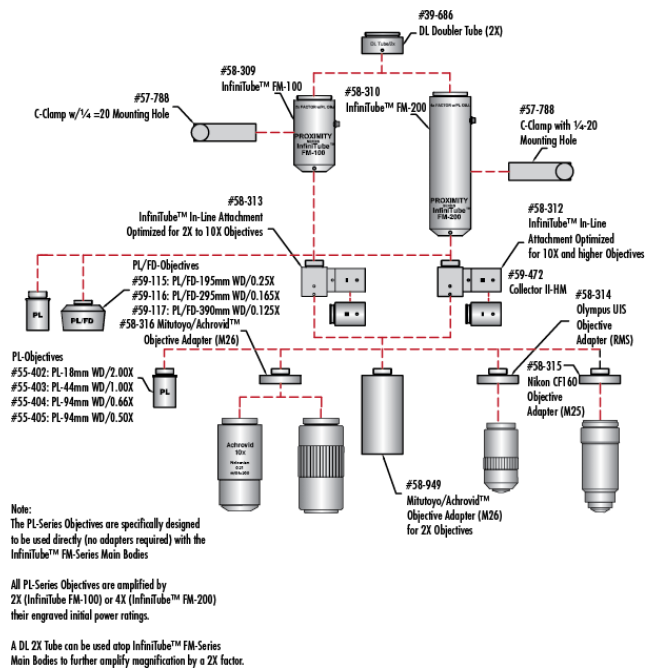 #39-686
DL Doubler Tube (2X)
DL Tube/2x
#58-309
InfiniTube™ FM-100
#58-310
InfiniTube™ FM-200
#57-788
C-Clamp w/¼ =20 Mounting Hole
PROXIMITY
InfiniTube™
FM-100
#57-788
C-Clamp with ¼-20
Mounting Hole
PROXIMITY
InfiniTube™
FM-200
#58-313
InfiniTube™ In-Line Attachment
Optimized for 2X to 10X Objectives
#58-312
InfiniTube™ In-Line
Attachment Optimized
for 10X and higher Objectives
#59-472
Collector II-HM
PL/FD-Objectives
#59-115: PL/FD-195mm WD/0.25X
#59-116: PL/FD-295mm WD/0.165X
#59-117: PL/FD-390mm WD/0.125X
PL
PL/FD
#58-316 Mitutoyo/Achrovid™
Objective Adapter (M26)
#58-314
Olympus UIS
Objective
Adapter (RMS)
PL-Objectives
#55-402: PL-18mm WD/2.00X
#55-403: PL-44mm WD/1.00X
#55-404: PL-94mm WD/0.66X
#55-405: PL-94mm WD/0.50X
PL
#58-315
Nikon CFI 60
Objective
Adapter (M25)
Achrovid
10x
#58-949
Mitutoyo/Achrovid™
Objective Adapter (M26)
for 2X Objectives
Note:
The PL-Series Objectives are specifically designed
to be used directly (no adapters required) with the
InfiniTube™ FM-Series Main Bodies
All PL-Series Objectives are amplified by
2X (InfiniTube FM-100) or 4X (InfiniTube™ FM-200)
their engraved initial power ratings.
A DL 2X Tube can be used atop InfiniTube™ FM-Series
Main Bodies to further amplify magnification by a 2X factor.